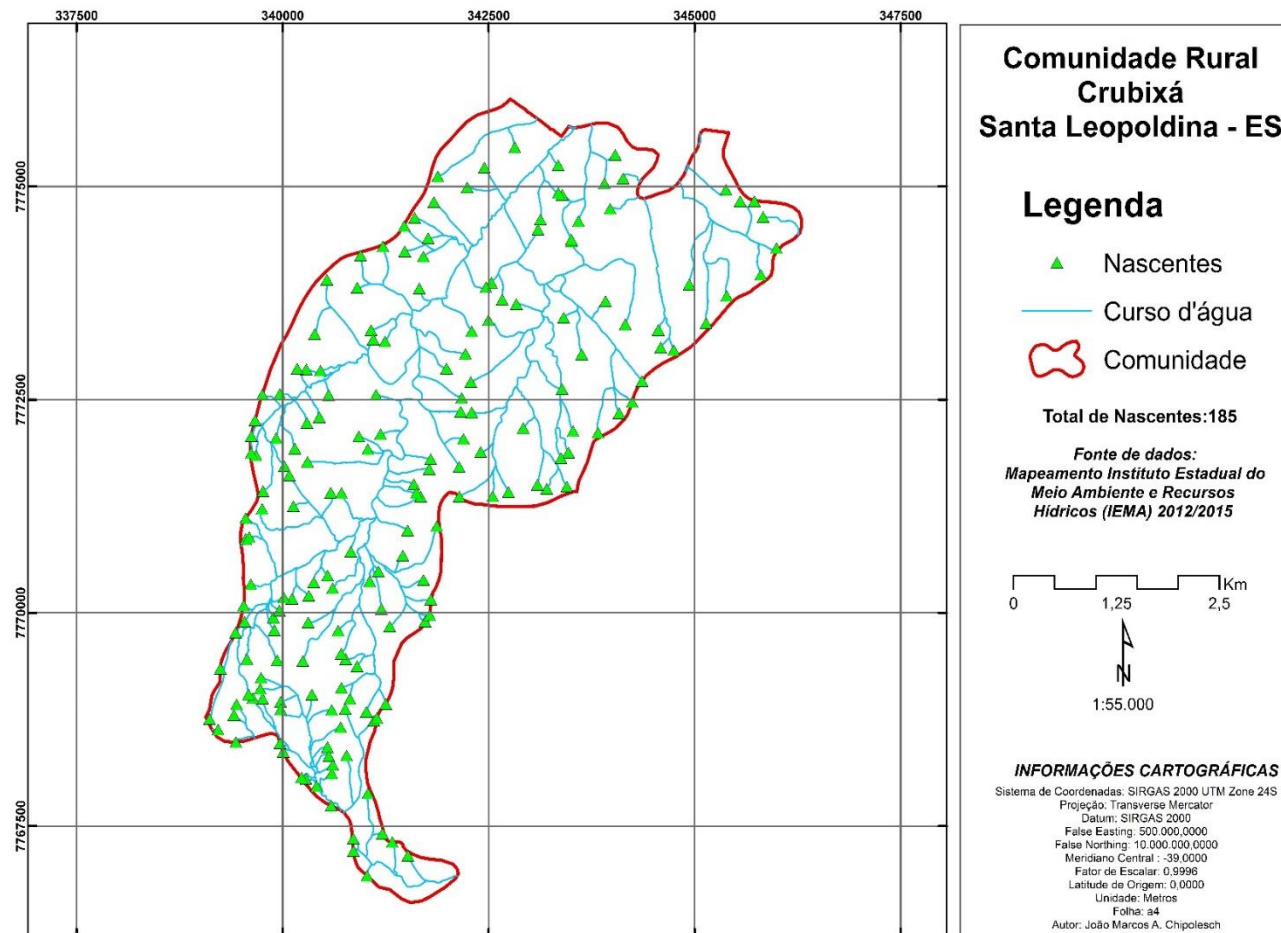 337500
340000
342500
345000
347500
7775000
7772500
7770000
7767500
7775000
7772500
7770000
7767500
Comunidade Rural
Crubixá
Santa Leopoldina - ES
Legenda
Nascentes
Curso d'água
Comunidade
Total de Nascentes:185
Fonte de dados:
Mapeamento Instituto Estadual do
Meio Ambiente e Recursos
Hídricos (IEMA) 2012/2015
Km
0 1,25 2,5
N
1:55.000
INFORMAÇÕES CARTOGRÁFICAS
Sistema de Coordenadas: SIRGAS 2000 UTM Zone 24S
Projeção: Transverse Mercator
Datum: SIRGAS 2000
False Easting: 500.000,0000
False Northing: 10.000.000,0000
Meridiano Central : -39,0000
Fator de Escalar: 0,9996
Latitude de Origem: 0,0000
Unidade: Metros
Folha: a4
Autor: João Marcos A. Chipolesch